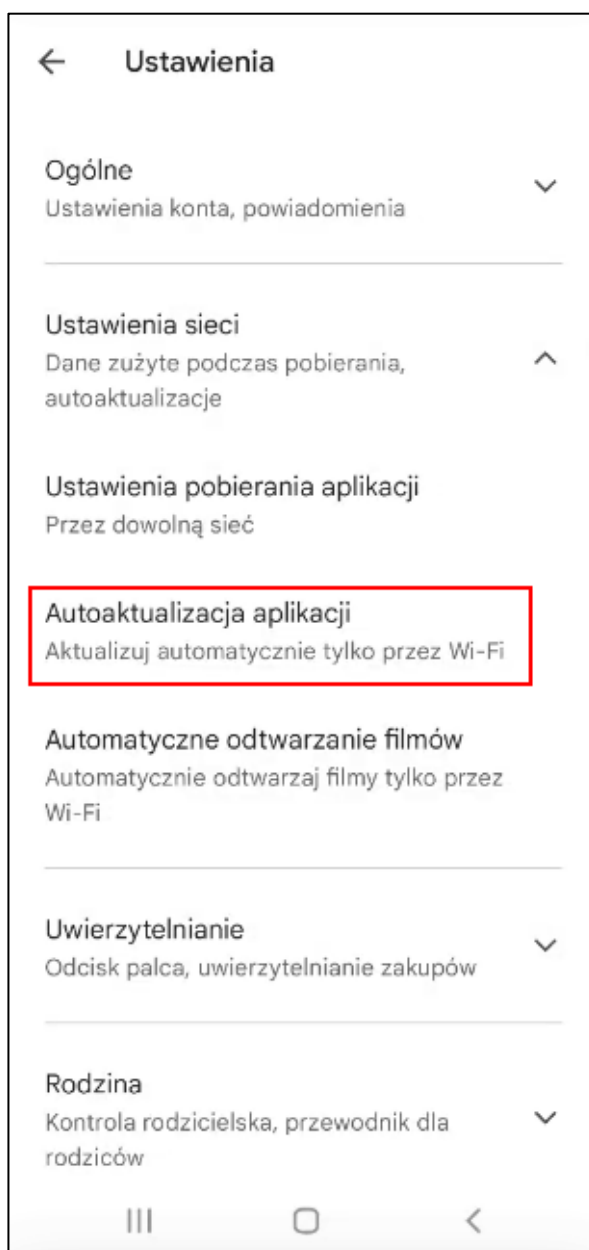 Ustawienia
Ogólne
Ustawienia konta, powiadomienia
Ustawienia sieci
Dane zużyte podczas pobierania,
autoaktualizacje
Ustawienia pobierania aplikacji
Przez dowolną sieć
Autoaktualizacja aplikacji
Aktualizuj automatycznie tylko przez Wi-Fi
Automatyczne odtwarzanie filmów
Automatycznie odtwarzaj filmy tylko przez
Wi-Fi
Uwierzytelnianie
Odcisk palca, uwierzytelnianie zakupów
Rodzina
Kontrola rodzicielska, przewodnik dla
rodziców